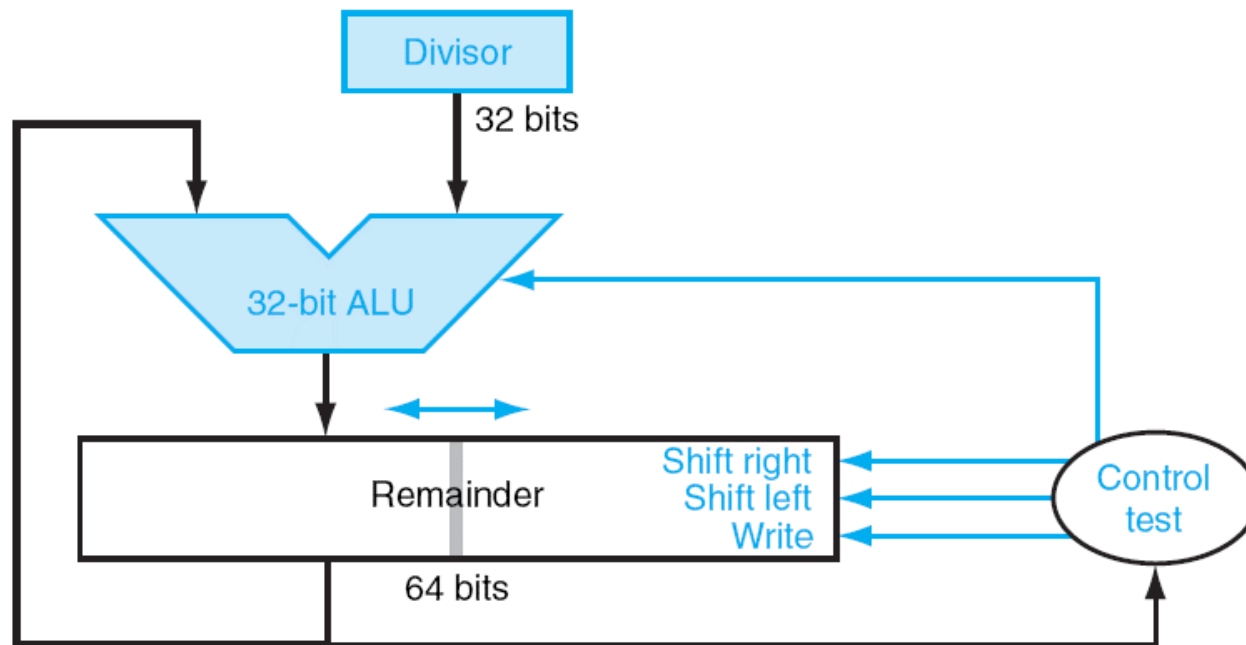 Divisor
32 bits
32-bit ALU
Remainder
Shift right
Shift left
Write
Control
test
64 bits